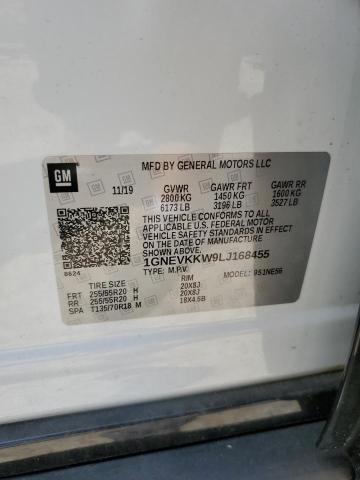 GM
MFD BY GENERAL MOTORS LLC
11/19 GVWR GAWR FRT GAWR RR
2800 KG 1450 KG 1600 KG
6173 LB 3196 LB 3527 LB
THIS VEHICLE CONFORMS TO ALL APPLICABLE
U.S. FEDERAL MOTOR
VEHICLE SAFETY STANDARDS IN EFFECT ON THE
DATE OF MANUFACTURE
SHOWN ABOVE.
8624
1GNEVKKW9LJ168455
TYPE: M.P.V. MODEL: 951NE56
TIRE SIZE RIM
FRT 255/55R20 H 20X8J
RR 255/55R20 H 20X8J
SPA T135/70R18 M 18X4.5B